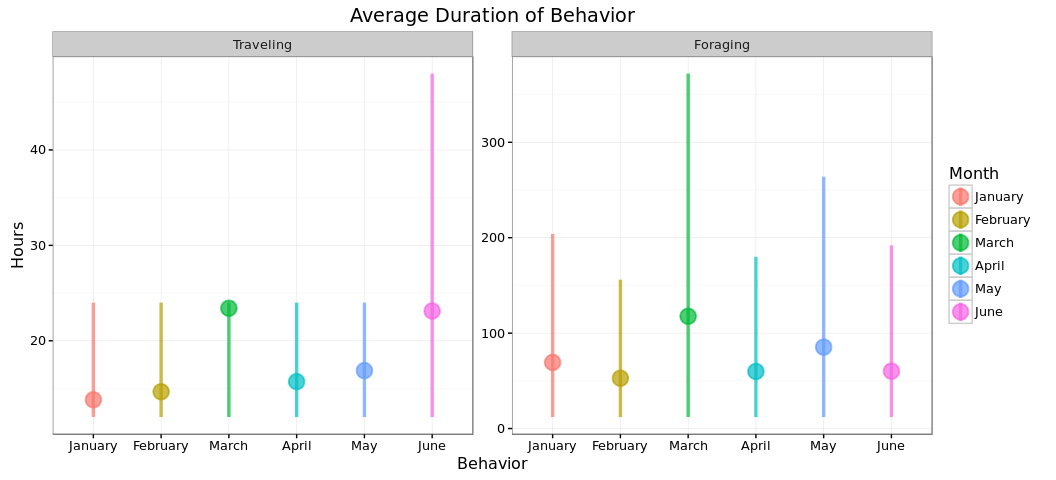 Average Duration of Behavior
Traveling
Foraging
Hours
40
30
20
300
200
100
0
January February March April May June
January February March April May June
Behavior
Month
January
February
March
April
May
June